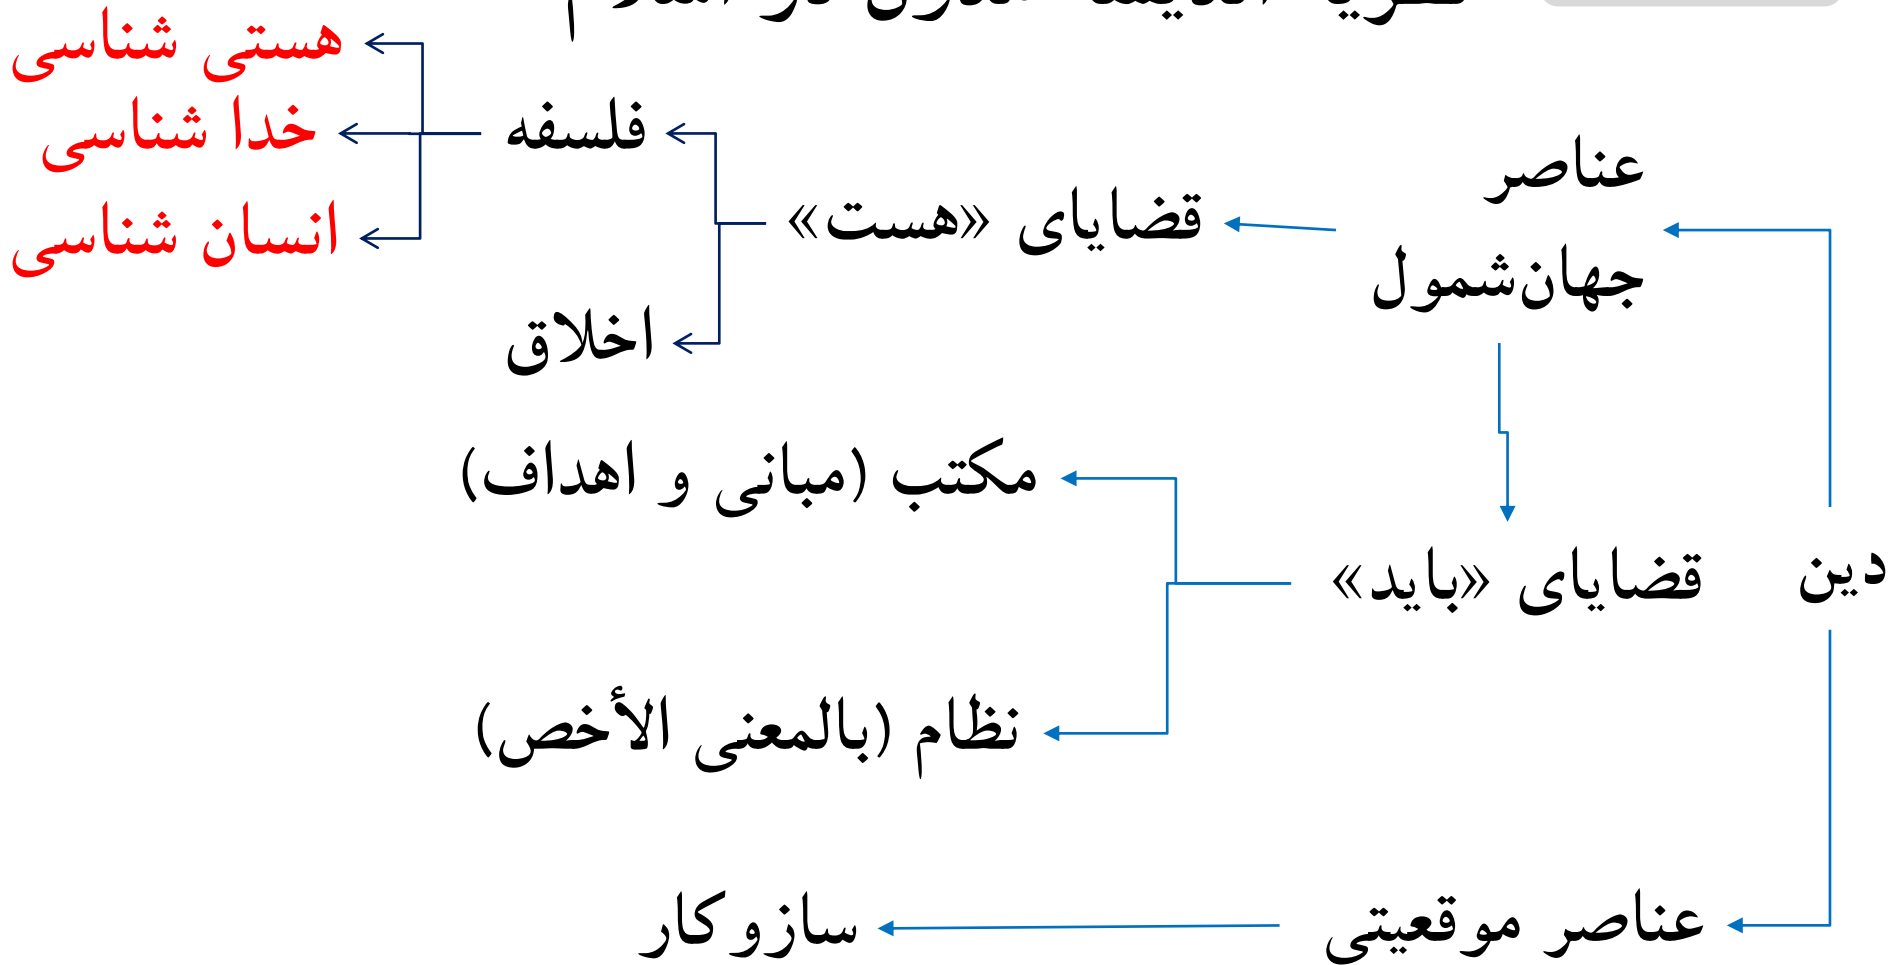 هستی شناسی
خدا شناسی
انسان شناسی
فلسفه
اخلاق
قضایای «هست»
عناصر
جهان‌شمول
مکتب (مبانی و اهداف)
قضایای «باید»
دین
نظام (بالمعنی الأخص)
عناصر موقعیتی
سازوکار